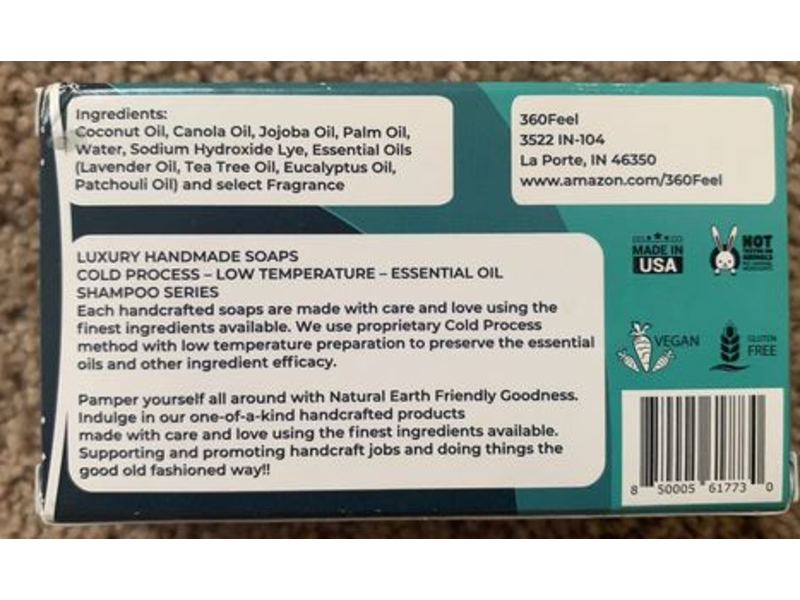 Ingredients:
Coconut Oil, Canola Oil, Jojoba Oil, Palm Oil,
Water, Sodium Hydroxide Lye, Essential Oils
(Lavender Oil, Tea Tree Oil, Eucalyptus Oil,
Patchouli Oil) and select Fragrance
360Feel
3522 IN-104
La Porte, IN 46350
www.amazon.com/360Feel
LUXURY HANDMADE SOAPS
COLD PROCESS – LOW TEMPERATURE – ESSENTIAL OIL
SHAMPOO SERIES
Each handcrafted soaps are made with care and love using the
finest ingredients available. We use proprietary Cold Process
method with low temperature preparation to preserve the essential
oils and other ingredient efficacy.
Pamper yourself all around with Natural Earth Friendly Goodness.
Indulge in our one-of-a-kind handcrafted products
made with care and love using the finest ingredients available.
Supporting and promoting handcraft jobs and doing things the
good old fashioned way!!
MADE IN
USA
NOT
TESTED ON
ANIMALS
VEGAN
GLUTEN
FREE
8 50005 61773 0